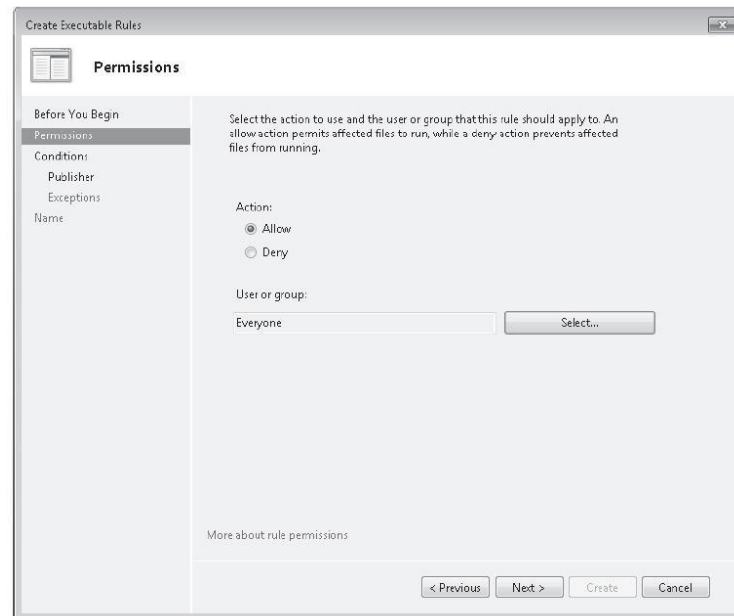 Create Executable Rules
Permissions
Before You Begin
Permissions
Conditions
Publisher
Exceptions
Name
Select the action to use and the user or group that this rule should apply to. An
allow action permits affected files to run, while a deny action prevents affected
files from running.
Action:
Allow
Deny
User or group:
Everyone
Select...
More about rule permissions
< Previous
Next >
Create
Cancel